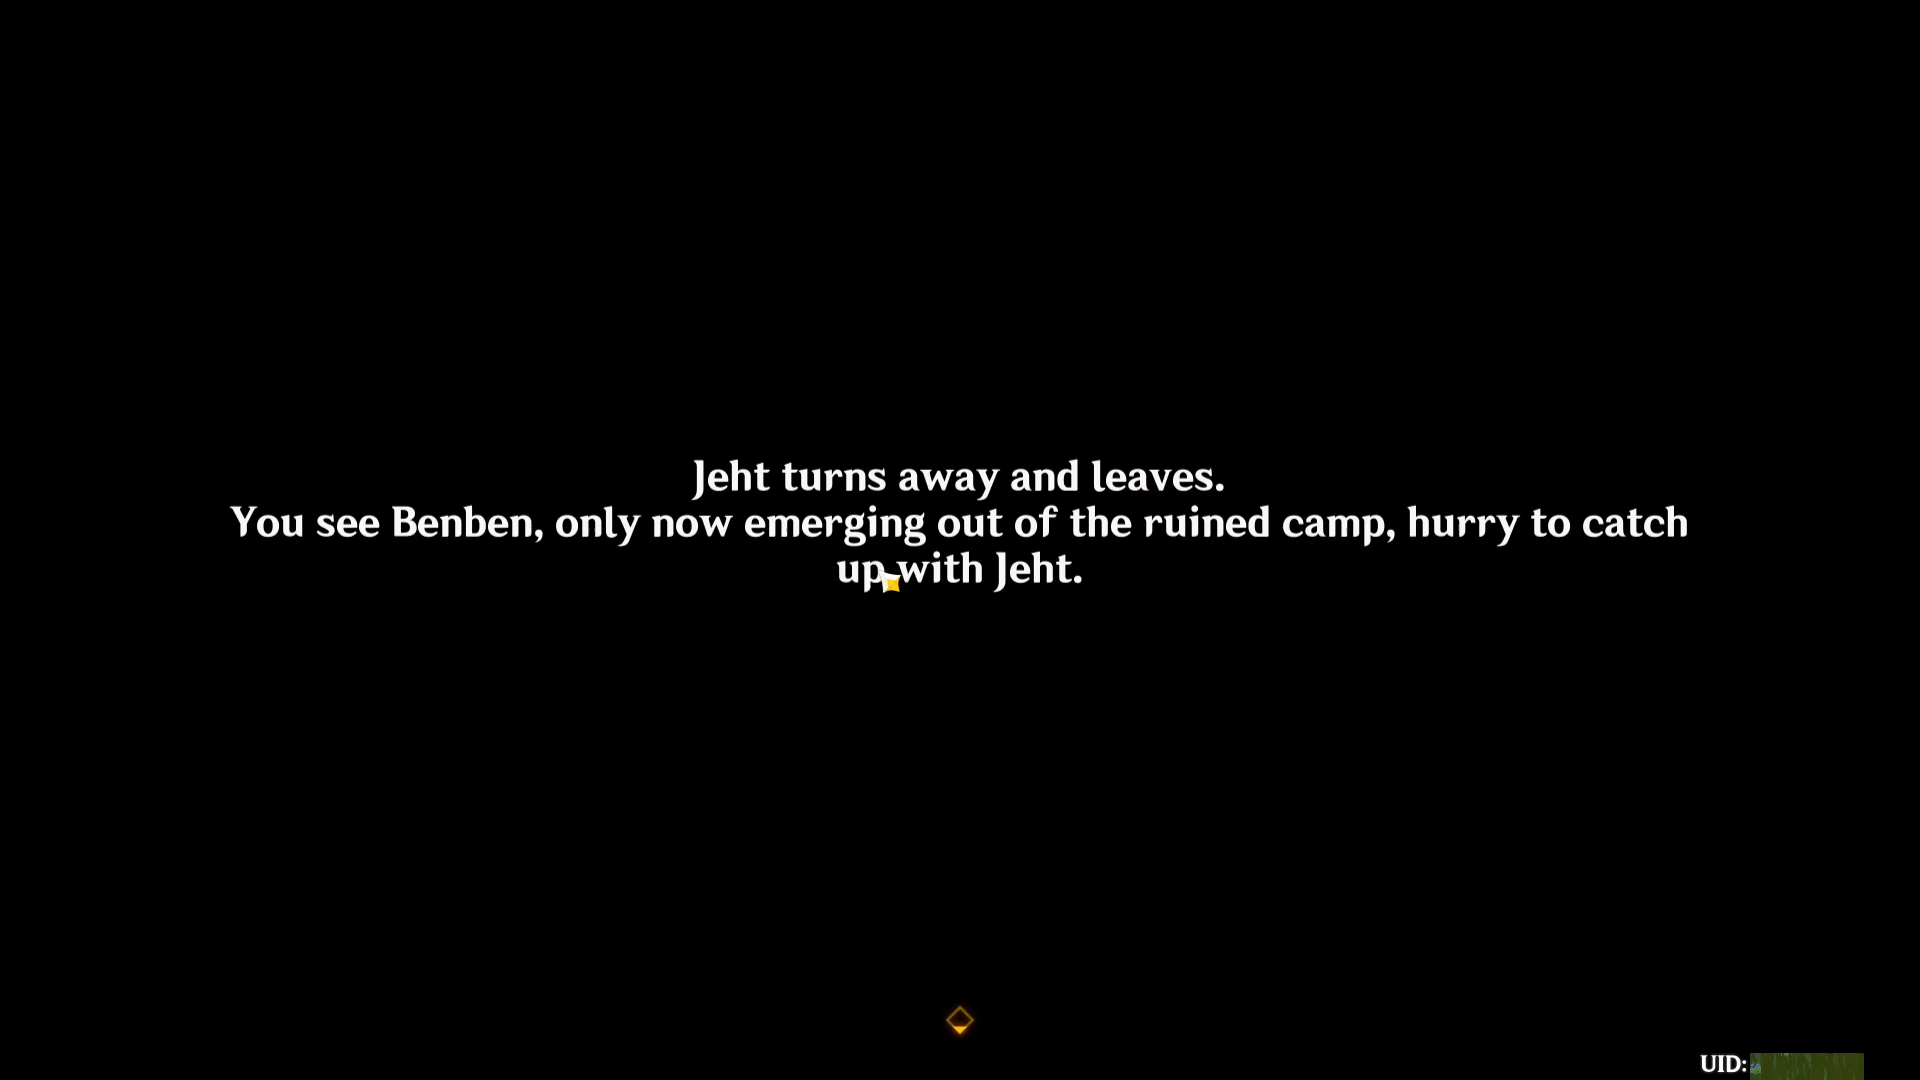 Jeht turns away and leaves.
You see Benben, only now emerging out of the ruined camp, hurry to catch
up with Jeht.
UID: